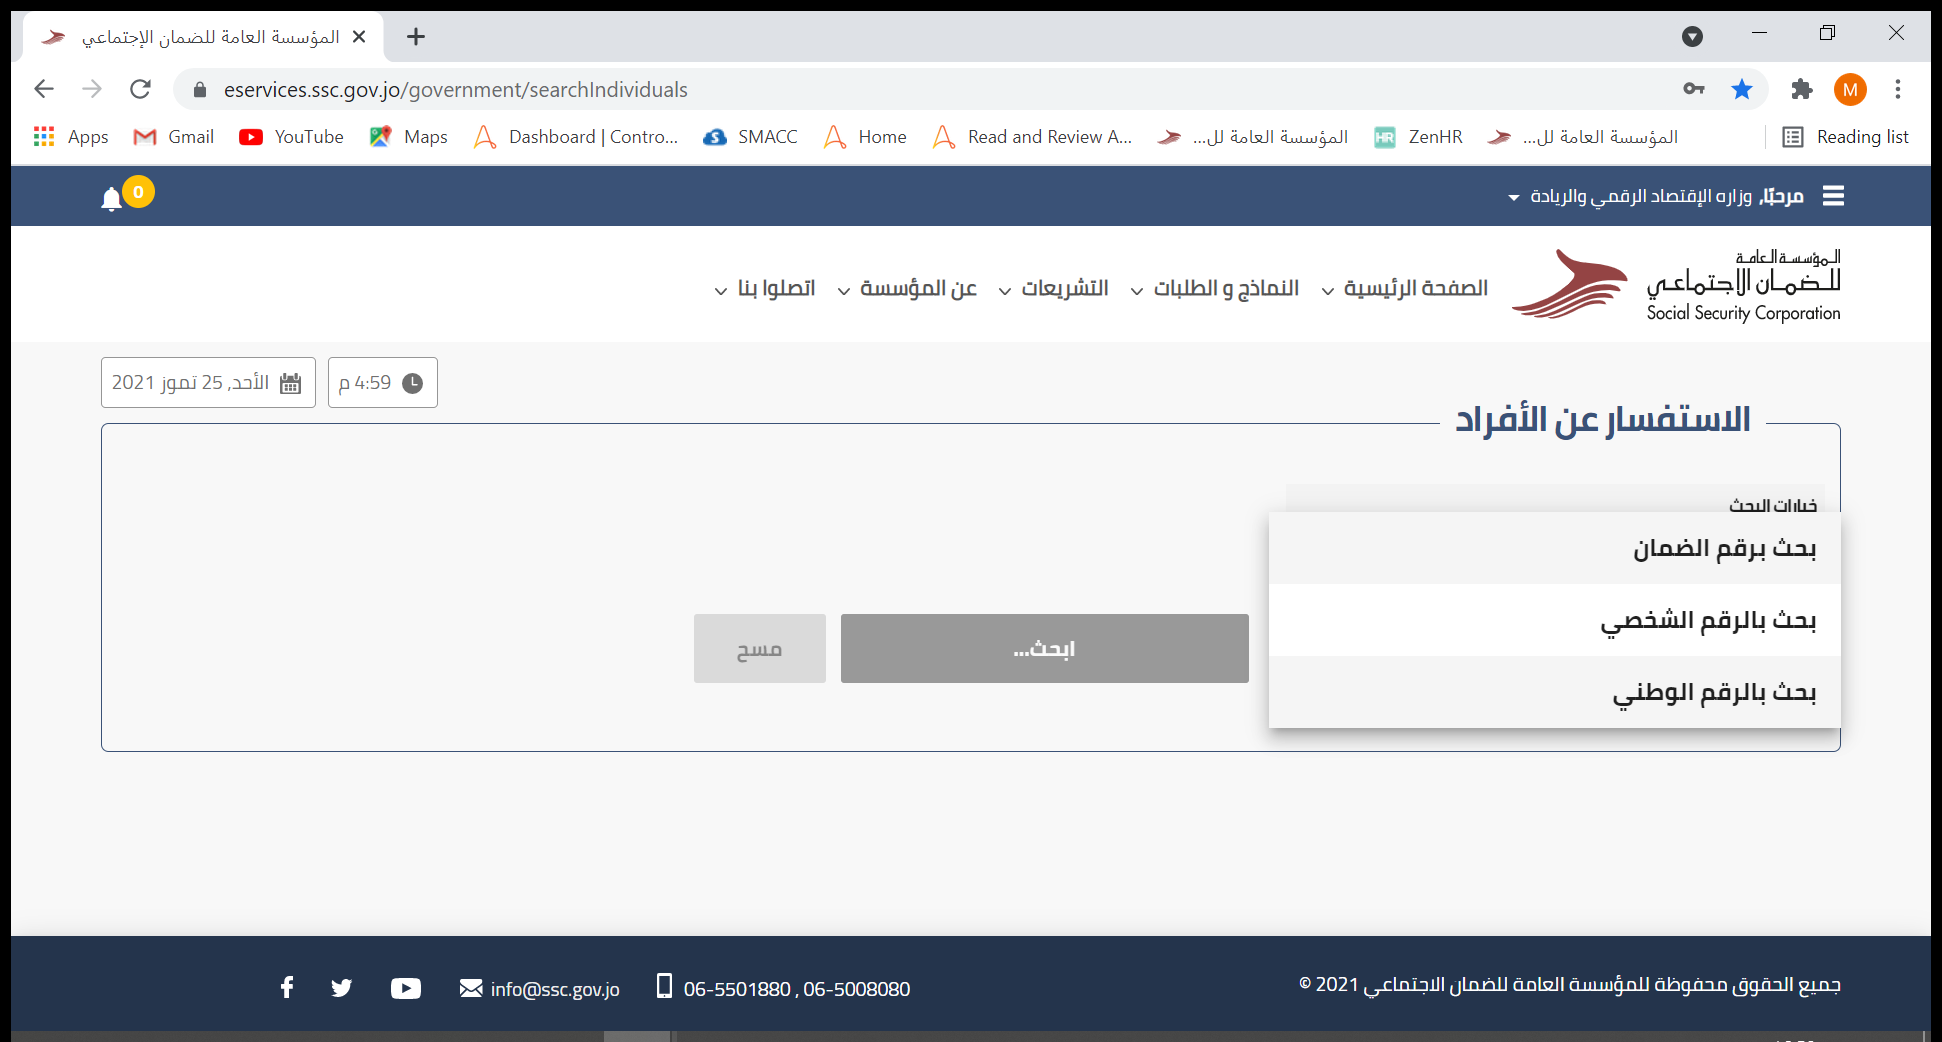 المؤسسة العامة للضمان الإجتماعي
eservices.ssc.gov.jo/government/searchIndividuals
M
Apps Gmail YouTube Maps Dashboard | Contro... SMACC Home Read and Review A... المؤسسة العامة لل... ZenHR المؤسسة العامة لل... Reading list
مرحبًا, وزاره الإقتصاد الرقمي والريادة
0
المؤسسة العامة
للضمان الاجتماعي
Social Security Corporation
الصفحة الرئيسية النماذج و الطلبات التشريعات عن المؤسسة اتصلوا بنا
4:59 م
الأحد, 25 تموز 2021
الاستفسار عن الأفراد
خيارات البحث
بحث برقم الضمان
بحث بالرقم الشخصي
بحث بالرقم الوطني
ابحث...
مسح
جميع الحقوق محفوظة للمؤسسة العامة للضمان الاجتماعي 2021 ©
06-5501880 , 06-5008080
info@ssc.gov.jo